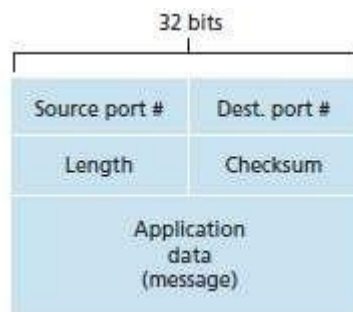 32 bits
Source port #
Dest. port #
Length
Checksum
Application
data
(message)